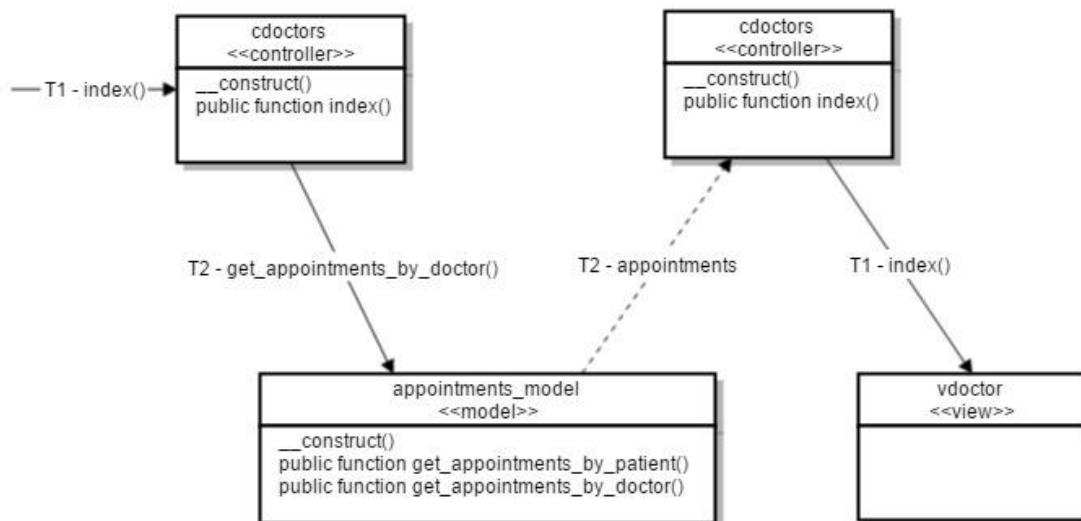 cdoctors
<<controller>>
__construct()
public function index()
T1 - index()
cdoctors
<<controller>>
__construct()
public function index()
T2 - get_appointments_by_doctor()
T2 - appointments
T1 - index()
appointments_model
<<model>>
__construct()
public function get_appointments_by_patient()
public function get_appointments_by_doctor()
vdoctor
<<view>>